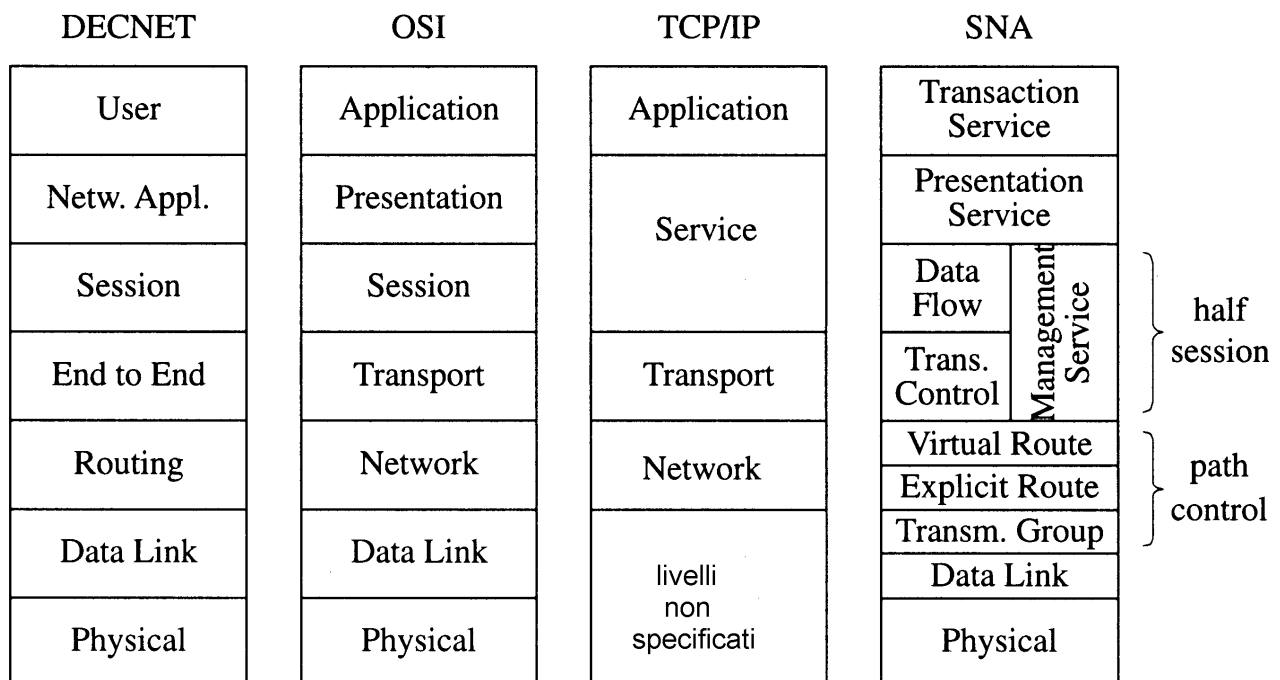 DECNET
User
Netw. Appl.
Session
End to End
Routing
Data Link
Physical
OSI
Application
Presentation
Session
Transport
Network
Data Link
Physical
TCP/IP
Application
Service
Transport
Network
livelli
non
specificati
SNA
Transaction
Service
Presentation
Service
Data
Flow
Trans.
Control
Management
Service
Virtual Route
Explicit Route
Transm. Group
Data Link
Physical
half
session
path
control